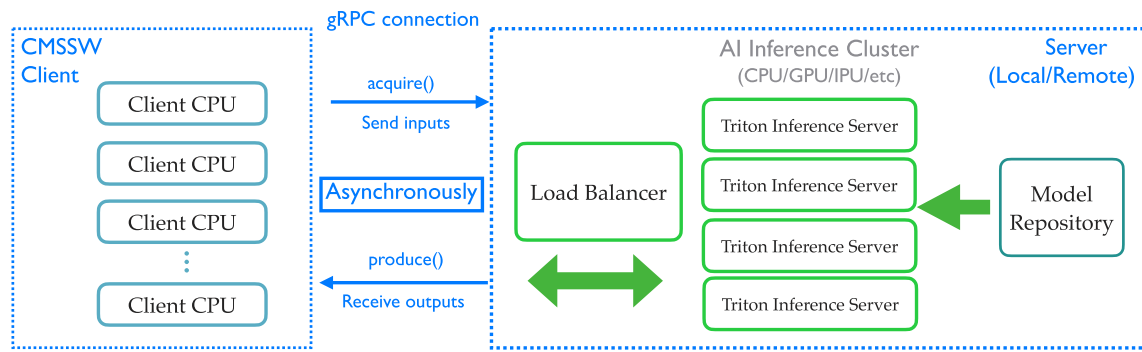 CMSSW
Client
Client CPU
Client CPU
Client CPU
Client CPU
gRPC connection
acquire()
Send inputs
Asynchronously
produce()
Receive outputs
AI Inference Cluster
(CPU/GPU/IPU/etc)
Server
(Local/Remote)
Load Balancer
Triton Inference Server
Triton Inference Server
Triton Inference Server
Triton Inference Server
Model
Repository